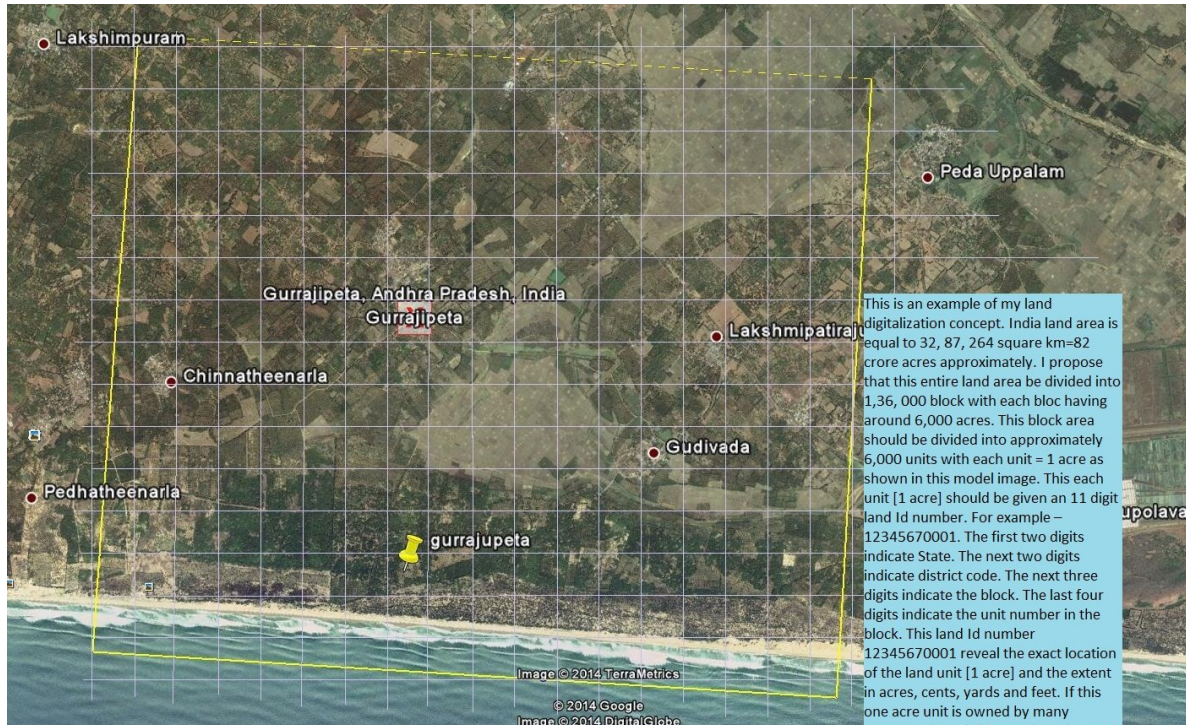 Lakshimpuram
Peda Uppalam
Gurrajipeta, Andhra Pradesh, India
Gurrajipeta
Lakshmipatiraju
Chinnatheenarla
Gudivada
Pedhatheenarla
gurrajupeta
upolava
Image © 2014 TerraMetrics
© 2014 Google
Image © 2014 DigitalGlobe
This is an example of my land
digitalization concept. India land area is
equal to 32, 87, 264 square km=82
crore acres approximately. I propose
that this entire land area be divided into
1,36, 000 block with each bloc having
around 6,000 acres. This block area
should be divided into approximately
6,000 units with each unit = 1 acre as
shown in this model image. This each
unit [1 acre] should be given an 11 digit
land Id number. For example –
12345670001. The first two digits
indicate State. The next two digits
indicate district code. The next three
digits indicate the block. The last four
digits indicate the unit number in the
block. This land Id number
12345670001 reveal the exact location
of the land unit [1 acre] and the extent
in acres, cents, yards and feet. If this
one acre unit is owned by many